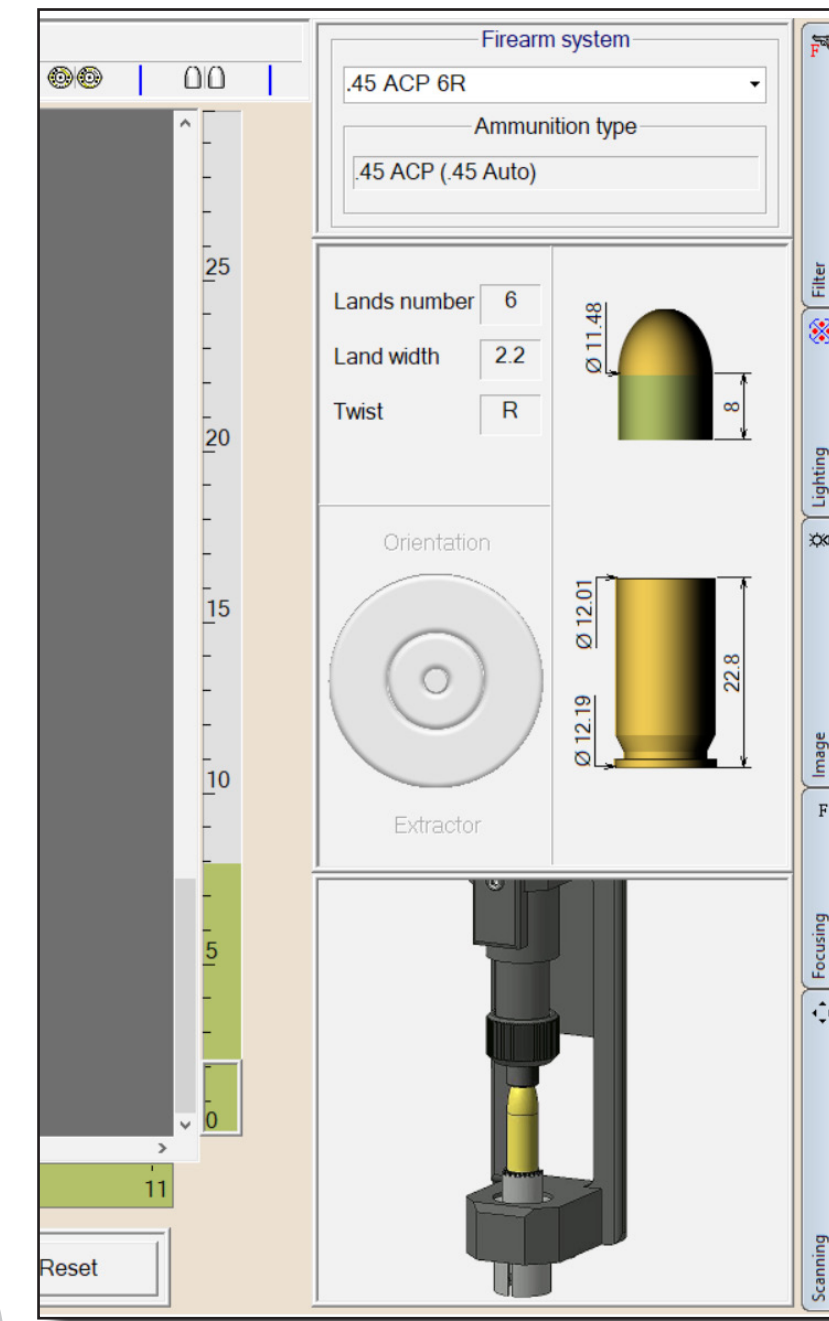 Firearm system
.45 ACP 6R
Ammunition type
.45 ACP (.45 Auto)
F
25
20
15
10
5
0
11
Reset
Lands number 6
Land width 2.2
Twist R
Ø 11.48
8
Orientation
Extractor
Ø 12.01
Ø 12.19
22.8
Filter
Lighting
Image
F
Focusing
Scanning